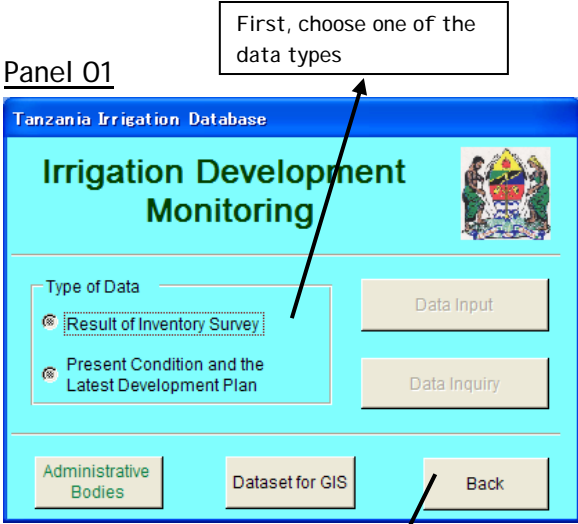 First, choose one of the
data types
Panel 01
Tanzania Irrigation Database
Irrigation Development
Monitoring
Type of Data
Result of Inventory Survey
Present Condition and the
Latest Development Plan
Data Input
Data Inquiry
Administrative
Bodies
Dataset for GIS
Back